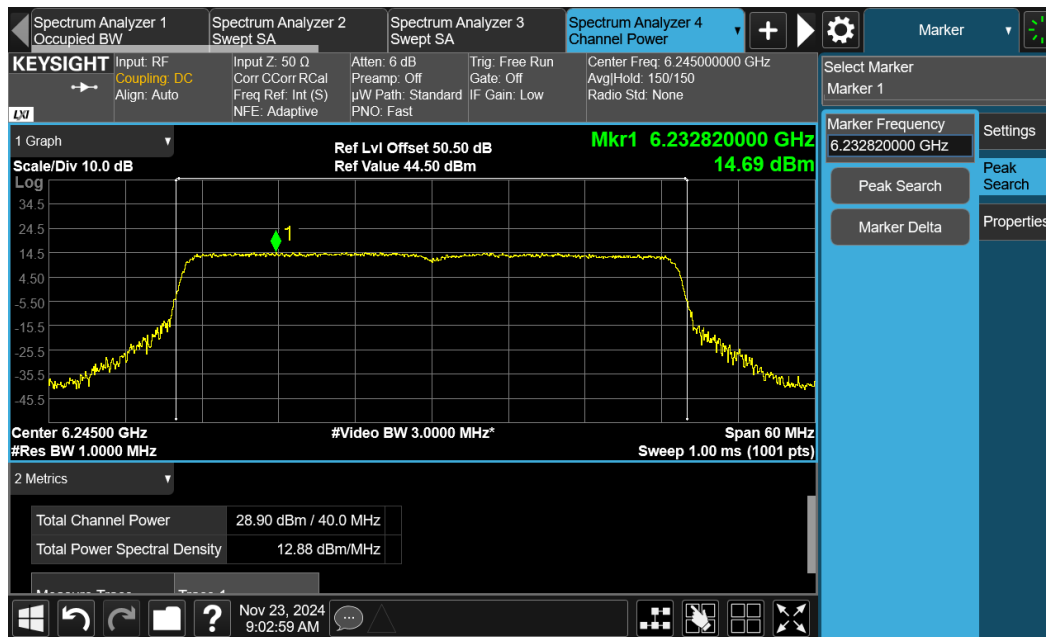 Spectrum Analyzer 1
Occupied BW
Spectrum Analyzer 2
Swept SA
Spectrum Analyzer 3
Swept SA
Spectrum Analyzer 4
Channel Power
Marker
KEYSIGHT
LXI
Input: RF
Coupling: DC
Align: Auto
Input Z: 50 Ω
Corr CCorr RCal
Freq Ref: Int (S)
NFE: Adaptive
Atten: 6 dB
Preamp: Off
µW Path: Standard
PNO: Fast
Trig: Free Run
Gate: Off
IF Gain: Low
Center Freq: 6.245000000 GHz
Avg|Hold: 150/150
Radio Std: None
Select Marker
Marker 1
Marker Frequency
6.232820000 GHz
Peak Search
Marker Delta
Settings
Peak
Search
Properties
1 Graph
Scale/Div 10.0 dB
Ref Lvl Offset 50.50 dB
Ref Value 44.50 dBm
Mkr1 6.232820000 GHz
14.69 dBm
Log
34.5
24.5
14.5
4.50
-5.50
-15.5
-25.5
-35.5
-45.5
1
Center 6.24500 GHz
#Video BW 3.0000 MHz*
Span 60 MHz
#Res BW 1.0000 MHz
Sweep 1.00 ms (1001 pts)
2 Metrics
Total Channel Power 28.90 dBm / 40.0 MHz
Total Power Spectral Density 12.88 dBm/MHz
?
Nov 23, 2024
9:02:59 AM